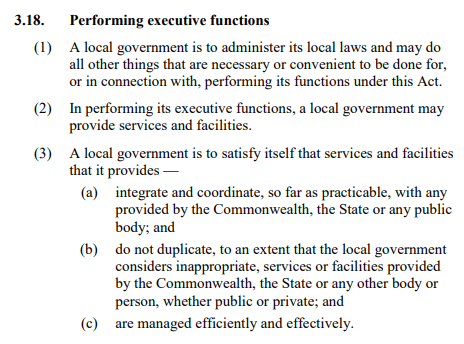 3.18. Performing executive functions
(1) A local government is to administer its local laws and may do
all other things that are necessary or convenient to be done for,
or in connection with, performing its functions under this Act.
(2) In performing its executive functions, a local government may
provide services and facilities.
(3) A local government is to satisfy itself that services and facilities
that it provides —
(a) integrate and coordinate, so far as practicable, with any
provided by the Commonwealth, the State or any public
body; and
(b) do not duplicate, to an extent that the local government
considers inappropriate, services or facilities provided
by the Commonwealth, the State or any other body or
person, whether public or private; and
(c) are managed efficiently and effectively.